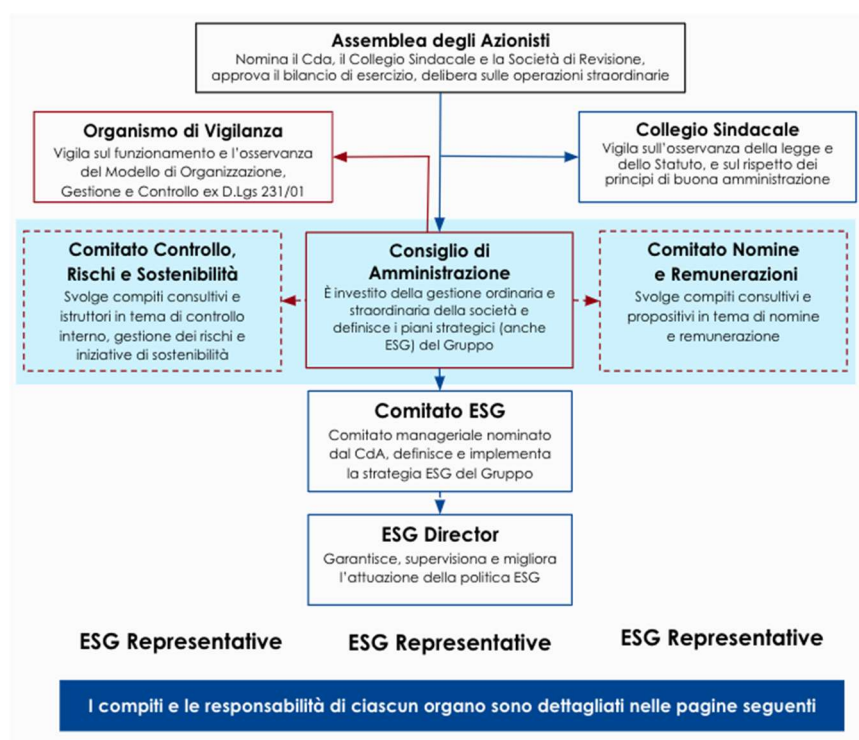 Assemblea degli Azionisti
Nomina il Cda, il Collegio Sindacale e la Società di Revisione,
approva il bilancio di esercizio, delibera sulle operazioni straordinarie
Organismo di Vigilanza
Vigila sul funzionamento e l'osservanza
del Modello di Organizzazione,
Gestione e Controllo ex D.Lgs 231/01
Collegio Sindacale
Vigila sull'osservanza della legge e
dello Statuto, e sul rispetto dei
principi di buona amministrazione
Comitato Controllo,
Rischi e Sostenibilità
Svolge compiti consultivi e
istruttori in tema di controllo
interno, gestione dei rischi e
iniziative di sostenibilità
Consiglio di
Amministrazione
È investito della gestione ordinaria e
straordinaria della società e
definisce i piani strategici (anche
ESG) del Gruppo
Comitato Nomine
e Remunerazioni
Svolge compiti consultivi e
propositivi in tema di nomine
e remunerazione
Comitato ESG
Comitato manageriale nominato
dal CdA, definisce e implementa
la strategia ESG del Gruppo
ESG Director
Garantisce, supervisiona e migliora
l'attuazione della politica ESG
ESG Representative
ESG Representative
ESG Representative
I compiti e le responsabilità di ciascun organo sono dettagliati nelle pagine seguenti